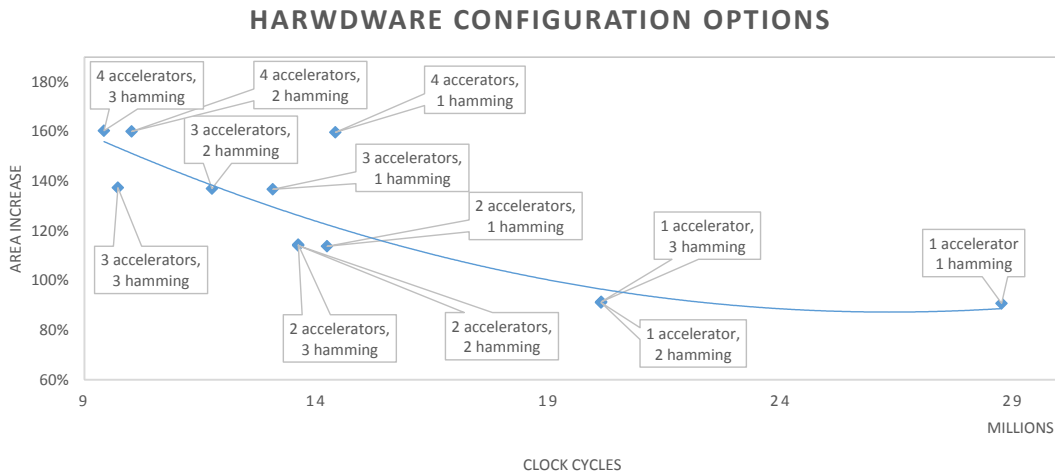 HARWDWARE CONFIGURATION OPTIONS
180%
160%
140%
120%
100%
80%
60%
AREA INCREASE
4 accelerators,
3 hamming
4 accelerators,
2 hamming
4 accerators,
1 hamming
3 accelerators,
2 hamming
3 accelerators,
1 hamming
2 accelerators,
1 hamming
1 accelerator,
3 hamming
1 accelerator
1 hamming
3 accelerators,
3 hamming
2 accelerators,
3 hamming
2 accelerators,
2 hamming
1 accelerator,
2 hamming
9
14
19
24
29
MILLIONS
CLOCK CYCLES